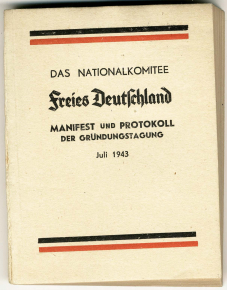 DAS NATIONALKOMITEE
Freies Deutschland
MANIFEST UND PROTOKOLL
DER GRÜNDUNGSTAGUNG
Juli 1943